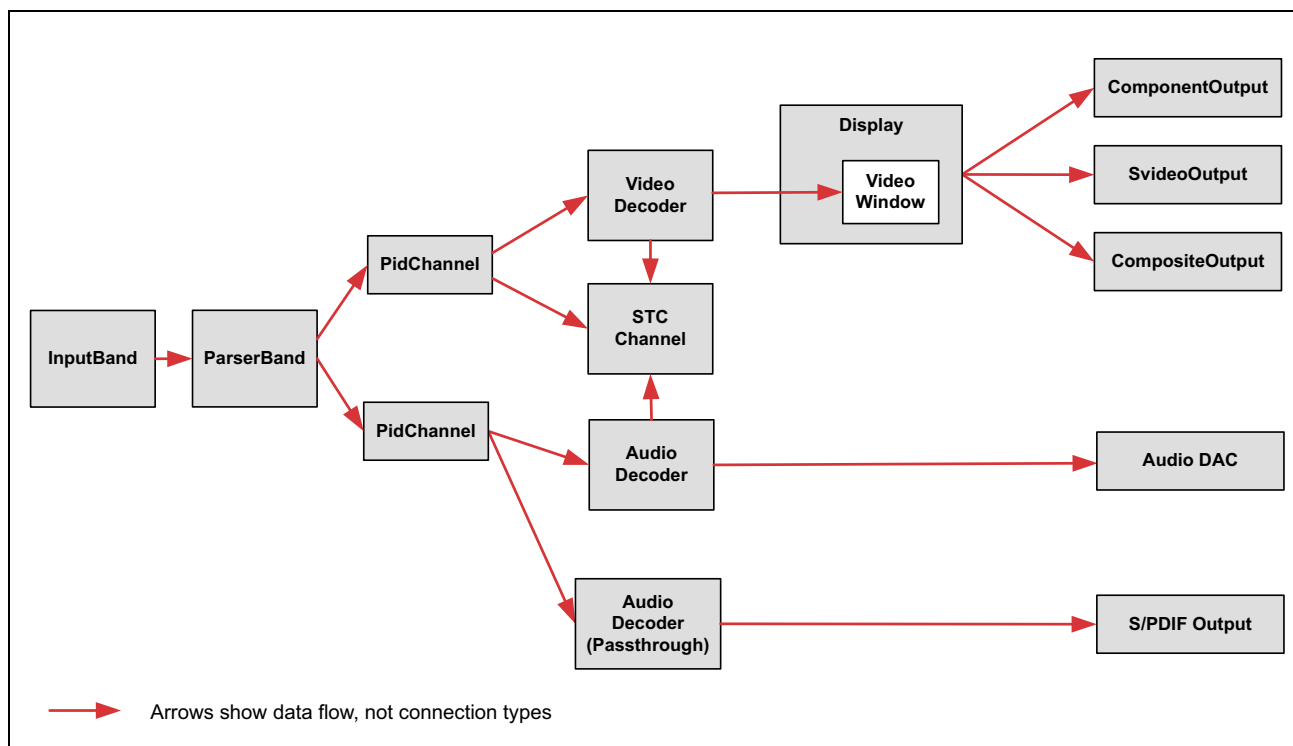 ComponentOutput
Display
Video
Decoder
SvideoOutput
Video
Window
PidChannel
CompositeOutput
STC
Channel
InputBand
ParserBand
PidChannel
Audio
Decoder
Audio DAC
Audio
Decoder
(Passthrough)
S/PDIF Output
Arrows show data flow, not connection types